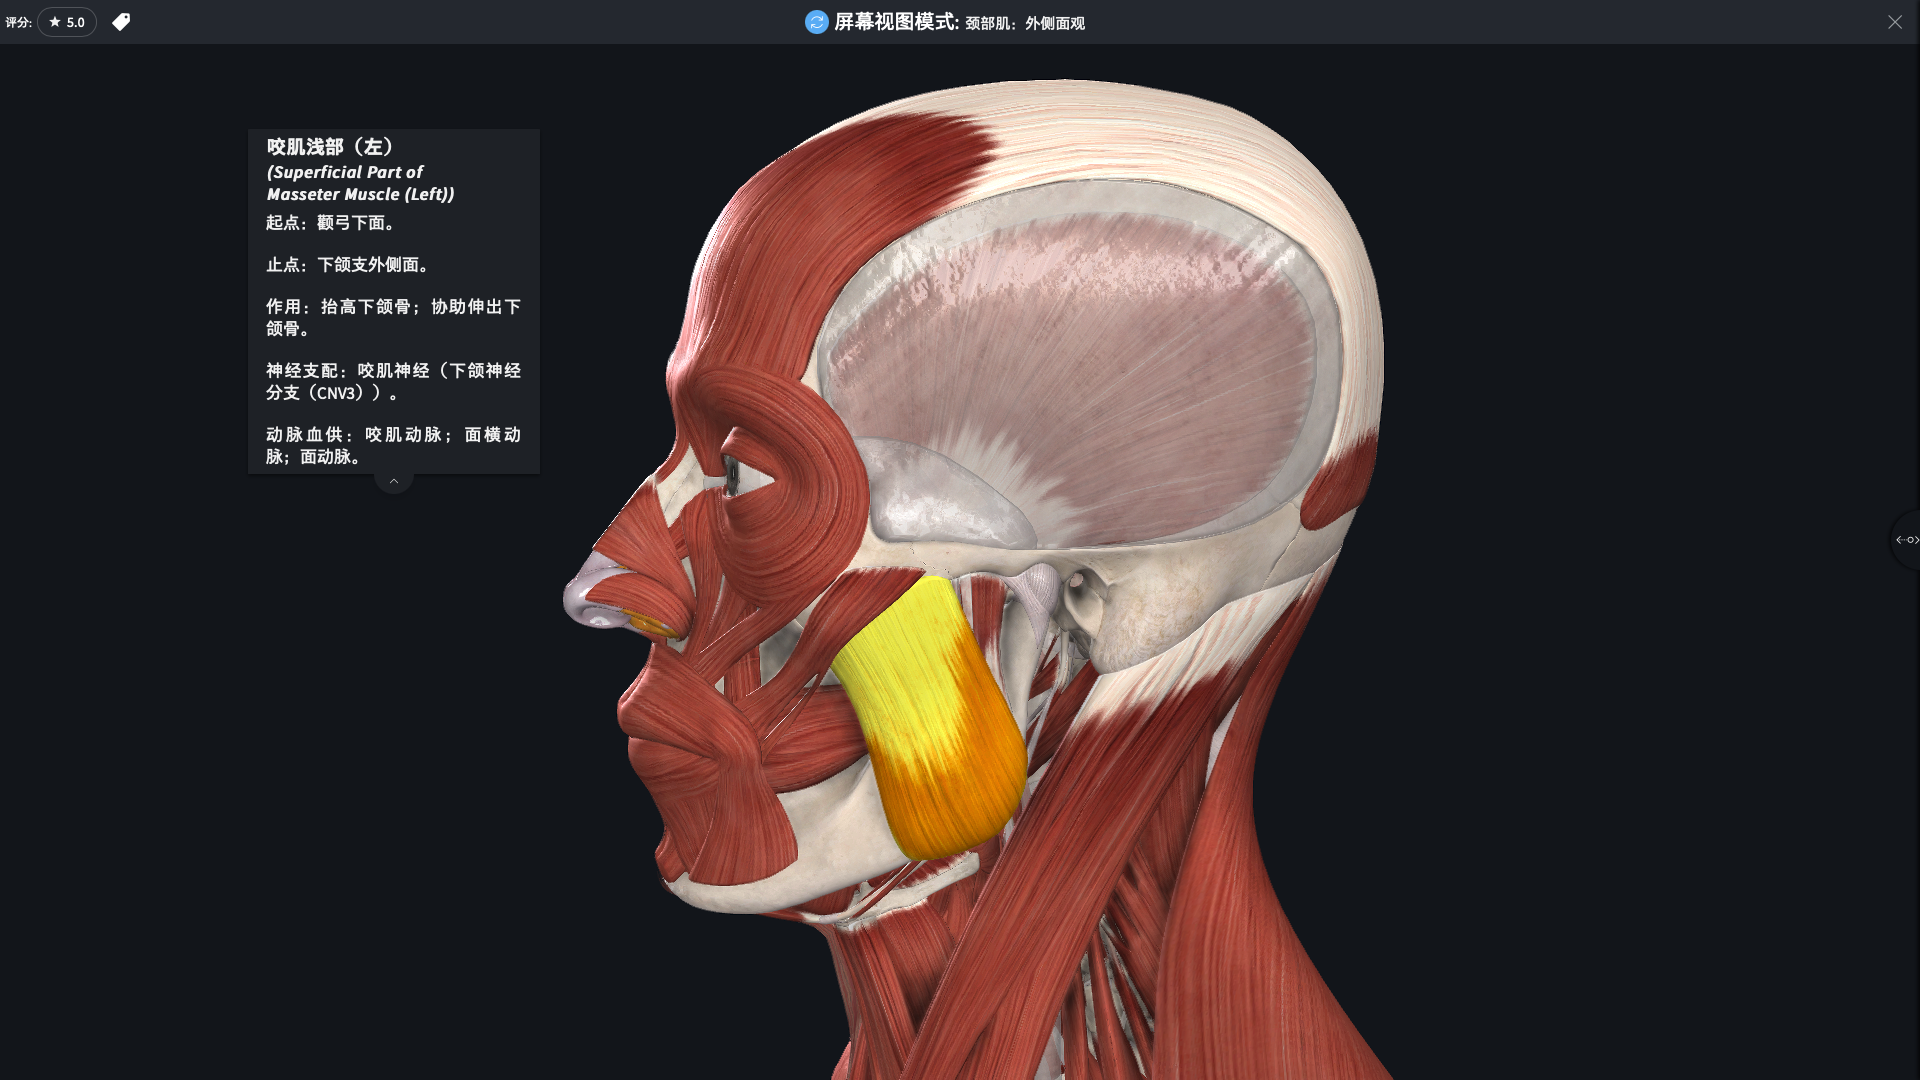 评分: ★ 5.0
屏幕视图模式: 颈部肌：外侧面观
咬肌浅部（左）
(Superficial Part of
Masseter Muscle (Left))
起点：颧弓下面。
止点：下颌支外侧面。
作用：抬高下颌骨；协助伸出下
颌骨。
神经支配：咬肌神经（下颌神经
分支（CNV3））。
动脉血供：咬肌动脉；面横动
脉；面动脉。